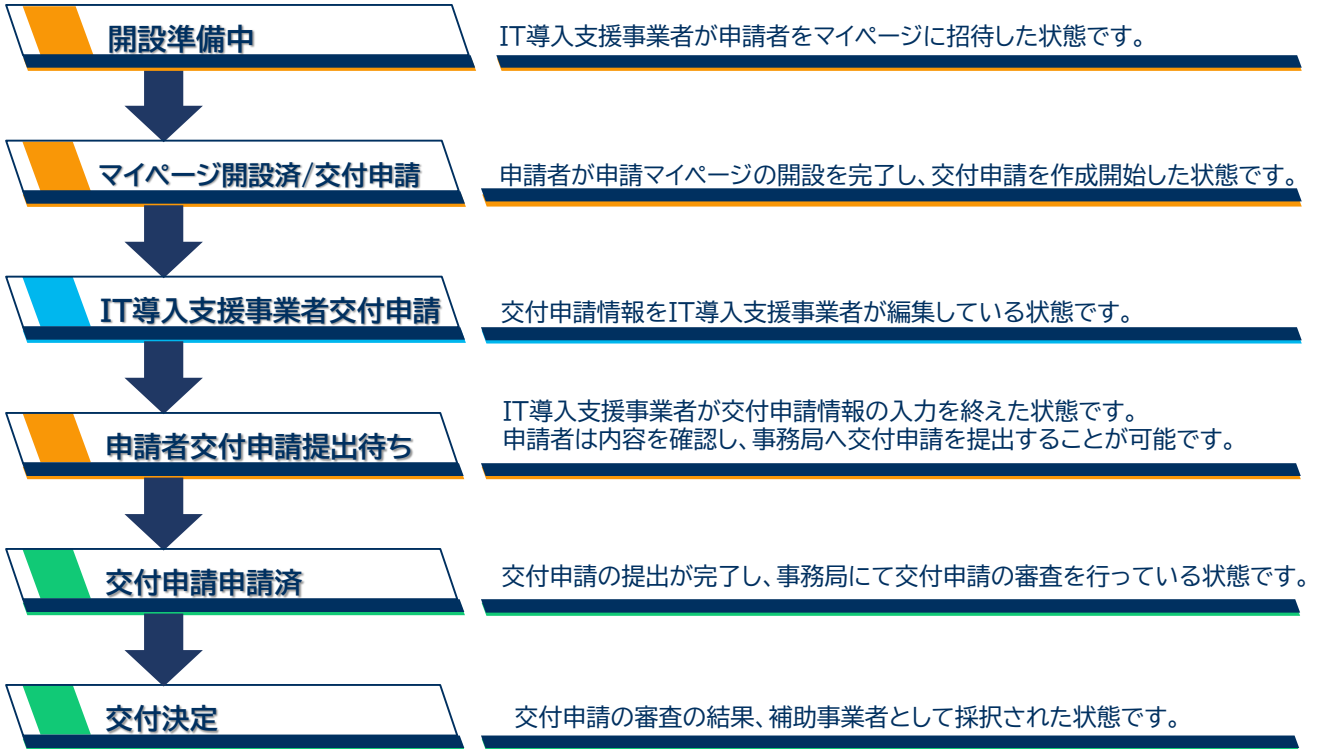 開設準備中
IT導入支援事業者が申請者をマイページに招待した状態です。
マイページ開設済/交付申請
申請者が申請マイページの開設を完了し、交付申請を作成開始した状態です。
IT導入支援事業者交付申請
交付申請情報をIT導入支援事業者が編集している状態です。
申請者交付申請提出待ち
IT導入支援事業者が交付申請情報の入力を終えた状態です。
申請者は内容を確認し、事務局へ交付申請を提出することが可能です。
交付申請申請済
交付申請の提出が完了し、事務局にて交付申請の審査を行っている状態です。
交付決定
交付申請の審査の結果、補助事業者として採択された状態です。